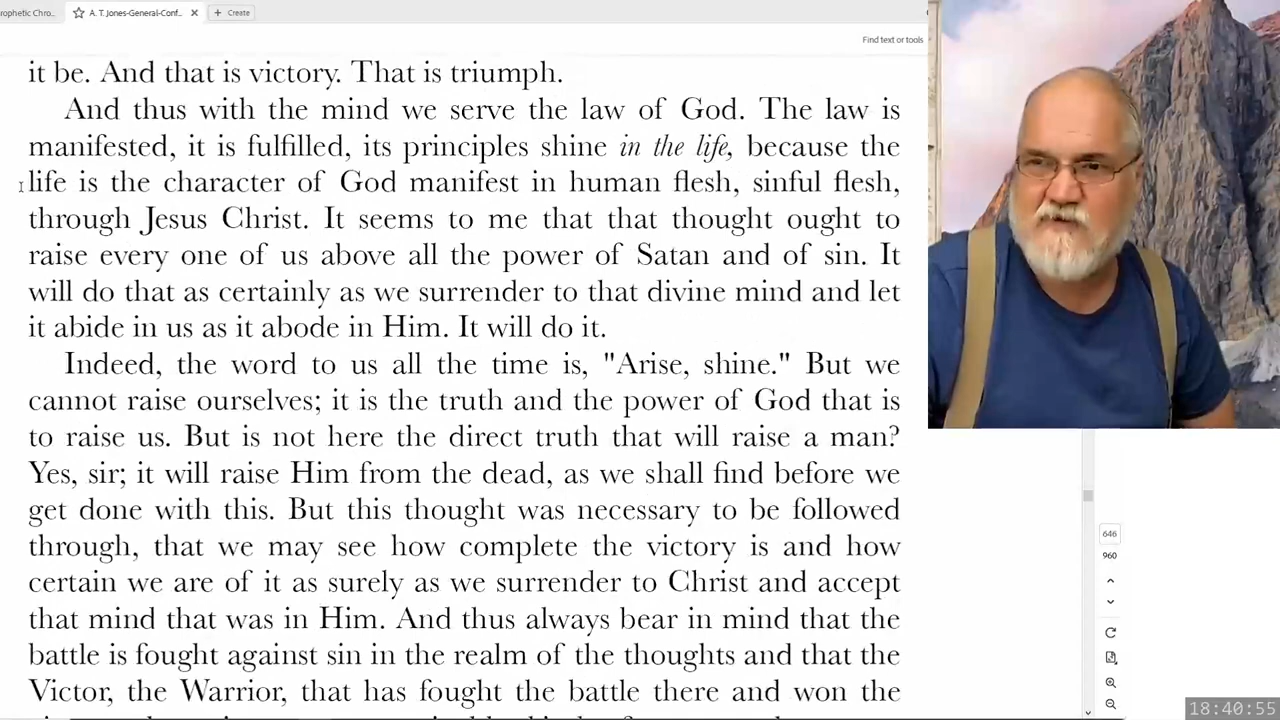 rophetic Chro...
A. T. Jones-General-Conf...
Create
Find text or tools
it be. And that is victory. That is triumph.
And thus with the mind we serve the law of God. The law is
manifested, it is fulfilled, its principles shine in the life, because the
life is the character of God manifest in human flesh, sinful flesh,
through Jesus Christ. It seems to me that that thought ought to
raise every one of us above all the power of Satan and of sin. It
will do that as certainly as we surrender to that divine mind and let
it abide in us as it abode in Him. It will do it.
Indeed, the word to us all the time is, "Arise, shine." But we
cannot raise ourselves; it is the truth and the power of God that is
to raise us. But is not here the direct truth that will raise a man?
Yes, sir; it will raise Him from the dead, as we shall find before we
get done with this. But this thought was necessary to be followed
through, that we may see how complete the victory is and how
certain we are of it as surely as we surrender to Christ and accept
that mind that was in Him. And thus always bear in mind that the
battle is fought against sin in the realm of the thoughts and that the
Victor, the Warrior, that has fought the battle there and won the
646
960
18:40:55